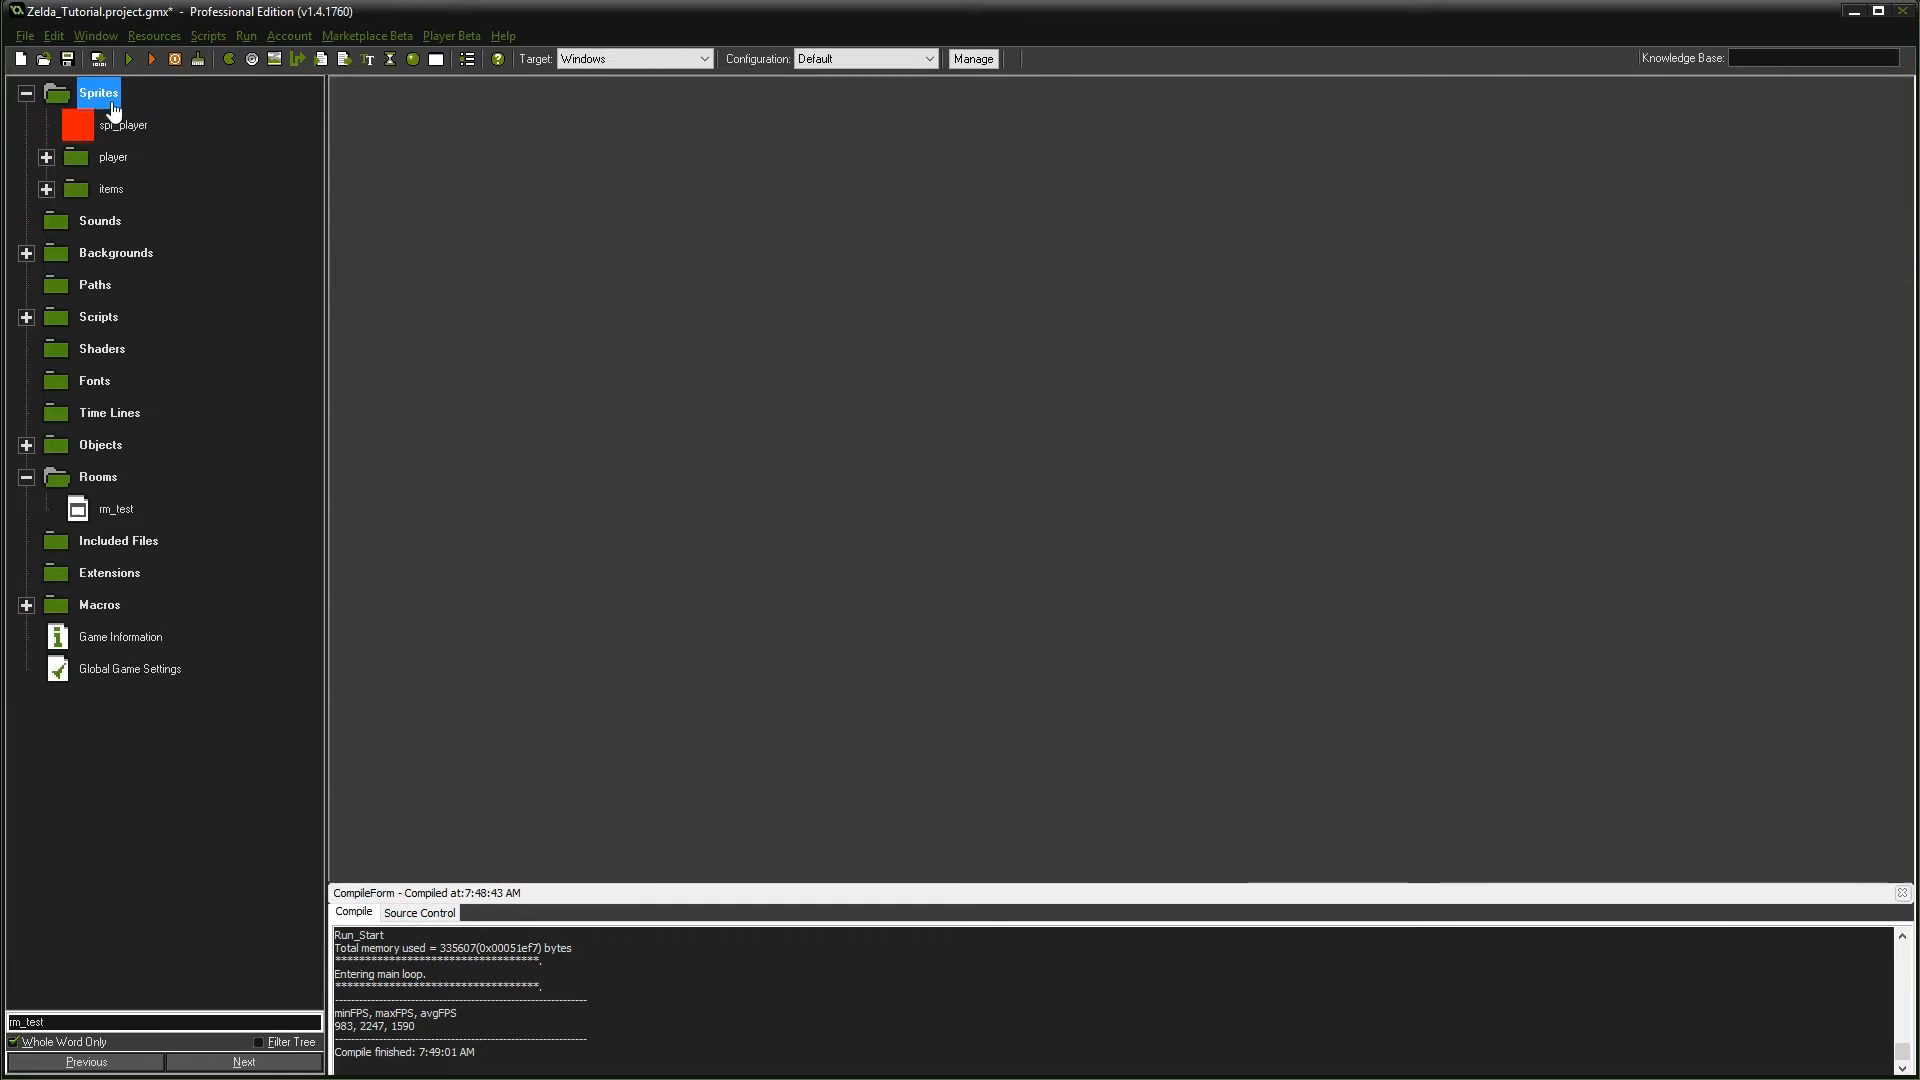 Zelda_Tutorial.project.gmx* - Professional Edition (v1.4.1760)
File Edit Window Resources Scripts Run Account Marketplace Beta Player Beta Help
Target: Windows Configuration: Default Manage Knowledge Base:
Sprites
spr_player
player
items
Sounds
Backgrounds
Paths
Scripts
Shaders
Fonts
Time Lines
Objects
Rooms
rm_test
Included Files
Extensions
Macros
Game Information
Global Game Settings
rm_test
Whole Word Only Filter Tree
Previous Next
CompileForm - Compiled at:7:48:43 AM
Compile Source Control
Run_Start
Total memory used = 335607(0x00051ef7) bytes
**********************************.
Entering main loop.
**********************************.
---------------------------------------------------------------
minFPS, maxFPS, avgFPS
983, 2247, 1590
---------------------------------------------------------------
Compile finished: 7:49:01 AM